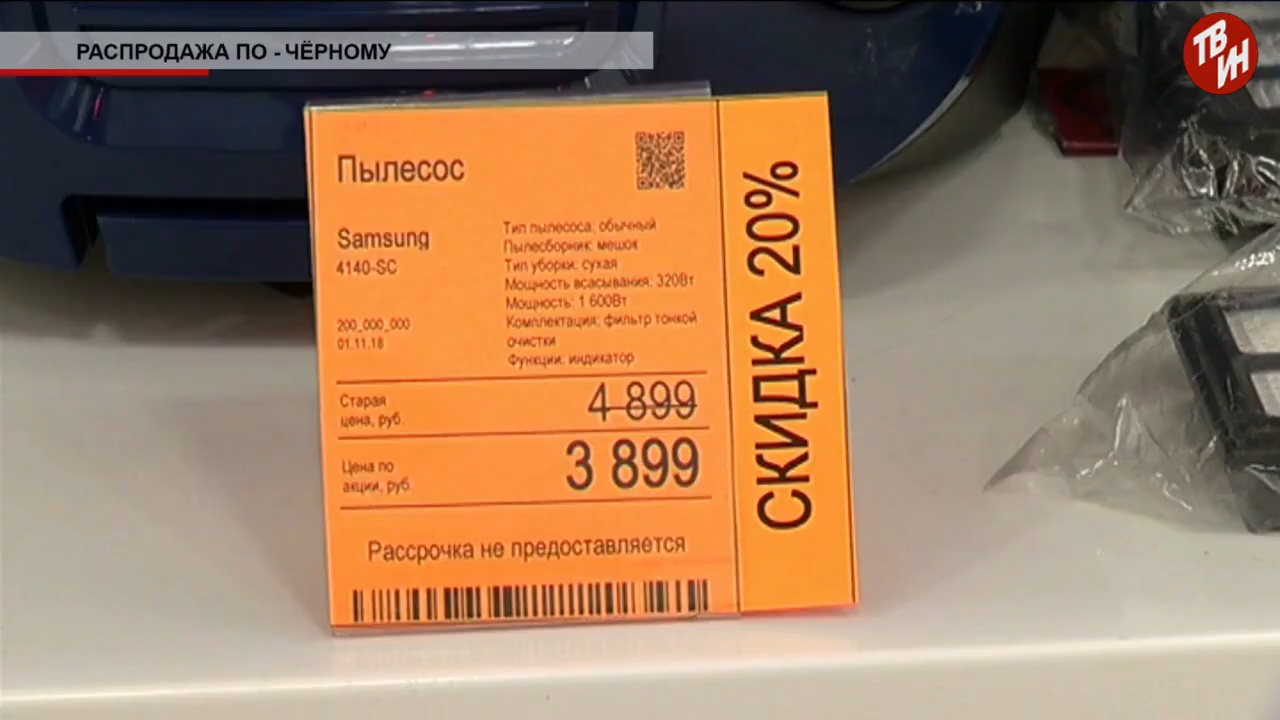 РАСПРОДАЖА ПО - ЧЁРНОМУ
ТВ
ИН
Пылесос
Samsung
4140-SC
200_000_000
01.11.18
Тип пылесоса: обычный
Пылесборник: мешок
Тип уборки: сухая
Мощность всасывания: 320Вт
Мощность: 1 600Вт
Комплектация: фильтр тонкой
очистки
Функции: индикатор
Старая
цена, руб.
4 899
Цена по
акции, руб.
3 899
Рассрочка не предоставляется
СКИДКА 20%